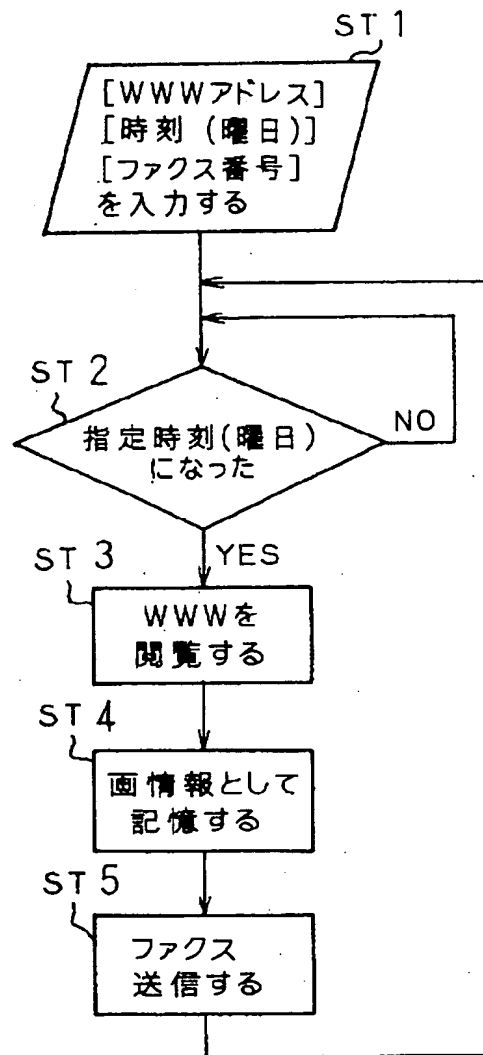 ST 1
[WWWアドレス]
[時刻 (曜日)]
[ファクス番号]
を入力する
ST 2
指定時刻(曜日)
になった
NO
YES
ST 3
WWWを
閲覧する
ST 4
画情報として
記憶する
ST 5
ファクス
送信する